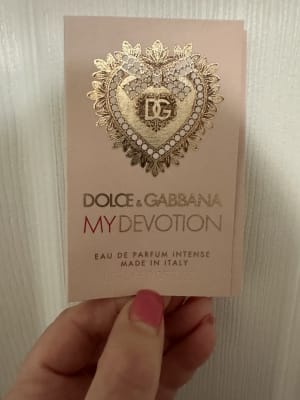 DG
DOLCE & GABBANA
MY DEVOTION
EAU DE PARFUM INTENSE
MADE IN ITALY